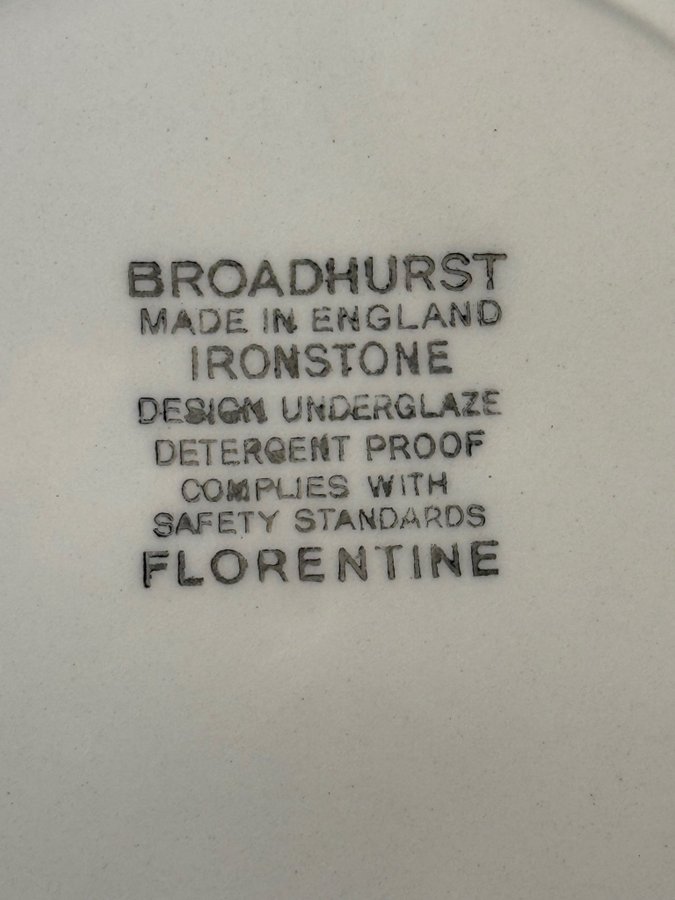 BROADHURST
MADE IN ENGLAND
IRONSTONE
DESIGN UNDERGLAZE
DETERGENT PROOF
COMPLIES WITH
SAFETY STANDARDS
FLORENTINE